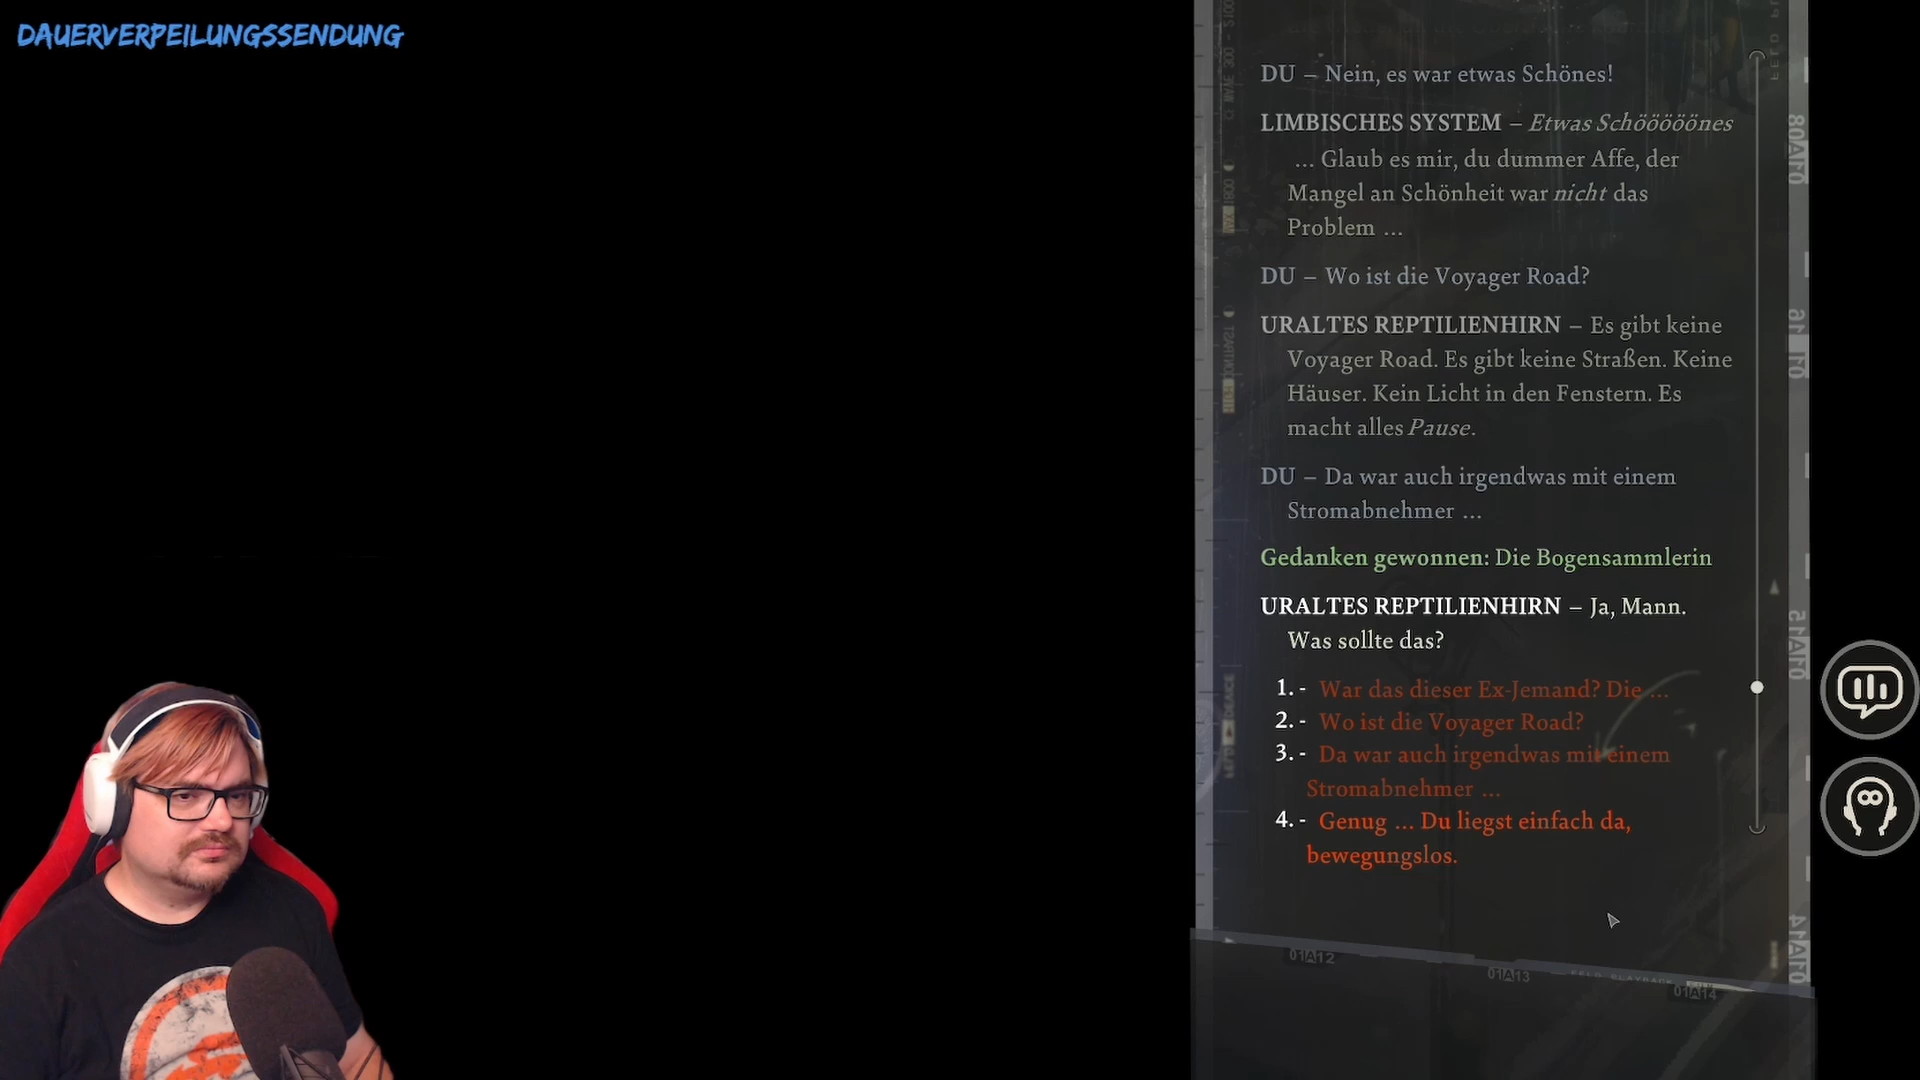 DAUERVERPEILUNGSSENDUNG
DU – Nein, es war etwas Schönes!
LIMBISCHES SYSTEM – Etwas Schöööööönes
... Glaub es mir, du dummer Affe, der
Mangel an Schönheit war nicht das
Problem ...
DU – Wo ist die Voyager Road?
URALTES REPTILIENHIRN – Es gibt keine
Voyager Road. Es gibt keine Straßen. Keine
Häuser. Kein Licht in den Fenstern. Es
macht alles Pause.
DU – Da war auch irgendwas mit einem
Stromabnehmer ...
Gedanken gewonnen: Die Bogensammlerin
URALTES REPTILIENHIRN – Ja, Mann.
Was sollte das?
1. - War das dieser Ex-Jemand? Die ...
2. - Wo ist die Voyager Road?
3. - Da war auch irgendwas mit einem
Stromabnehmer ...
4. - Genug ... Du liegst einfach da,
bewegungslos.
01A12
01A13
01A14